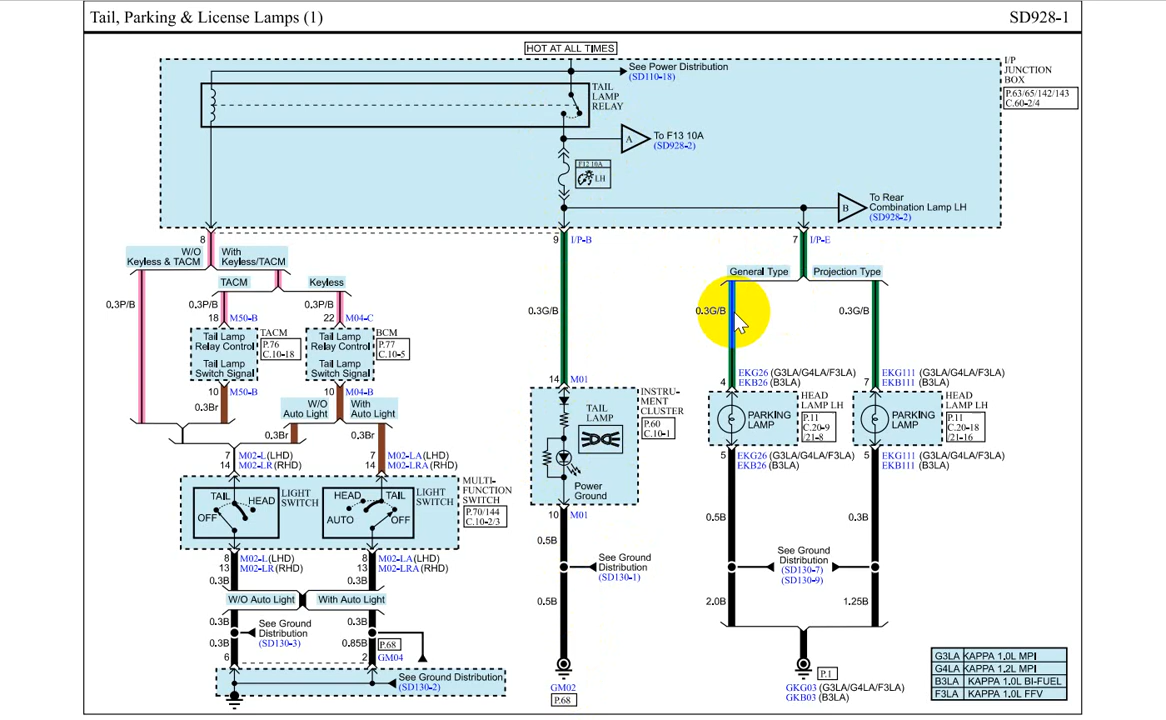 Tail, Parking & License Lamps (1)
SD928-1
HOT AT ALL TIMES
See Power Distribution
(SD110-18)
I/P
JUNCTION
BOX
P.63/65/142/143
C.60-2/4
TAIL
LAMP
RELAY
A
To F13 10A
(SD928-2)
F12 10A
LH
B
To Rear
Combination Lamp LH
(SD928-2)
8
9
I/P-B
7
I/P-E
W/O
Keyless & TACM
With
Keyless/TACM
TACM
Keyless
General Type
Projection Type
0.3P/B
0.3P/B
0.3P/B
0.3G/B
0.3G/B
0.3G/B
18
M50-B
22
M04-C
Tail Lamp
Relay Control
Tail Lamp
Switch Signal
TACM
P.76
C.10-18
Tail Lamp
Relay Control
Tail Lamp
Switch Signal
BCM
P.77
C.10-5
10
M50-B
10
M04-B
0.3Br
W/O
Auto Light
With
Auto Light
0.3Br
0.3Br
14
M01
TAIL
LAMP
Power
Ground
INSTRU-
MENT
CLUSTER
P.60
C.10-1
10
M01
4
EKG26 (G3LA/G4LA/F3LA)
EKB26 (B3LA)
7
EKG111 (G3LA/G4LA/F3LA)
EKB111 (B3LA)
PARKING
LAMP
HEAD
LAMP LH
P.11
C.20-9
/21-8
PARKING
LAMP
HEAD
LAMP LH
P.11
C.20-18
/21-16
5
EKG26 (G3LA/G4LA/F3LA)
EKB26 (B3LA)
5
EKG111 (G3LA/G4LA/F3LA)
EKB111 (B3LA)
7
M02-L(LHD)
14
M02-LR(RHD)
7
M02-LA(LHD)
14
M02-LRA(RHD)
TAIL
HEAD
OFF
LIGHT
SWITCH
HEAD
TAIL
AUTO
OFF
LIGHT
SWITCH
MULTI-
FUNCTION
SWITCH
P.70/144
C.10-2/3
8
M02-L(LHD)
13
M02-LR(RHD)
8
M02-LA(LHD)
13
M02-LRA(RHD)
0.3B
0.3B
W/O Auto Light
With Auto Light
0.3B
0.3B
See Ground
Distribution
(SD130-3)
0.3B
0.85B
P.68
6
2
GM04
See Ground Distribution
(SD130-2)
0.5B
See Ground
Distribution
(SD130-1)
0.5B
GM02
P.68
0.5B
0.3B
See Ground
Distribution
(SD130-7)
(SD130-9)
2.0B
1.25B
P.1
GKG03 (G3LA/G4LA/F3LA)
GKB03 (B3LA)
G3LA KAPPA 1.0L MPI
G4LA KAPPA 1.2L MPI
B3LA KAPPA 1.0L BI-FUEL
F3LA KAPPA 1.0L FFV